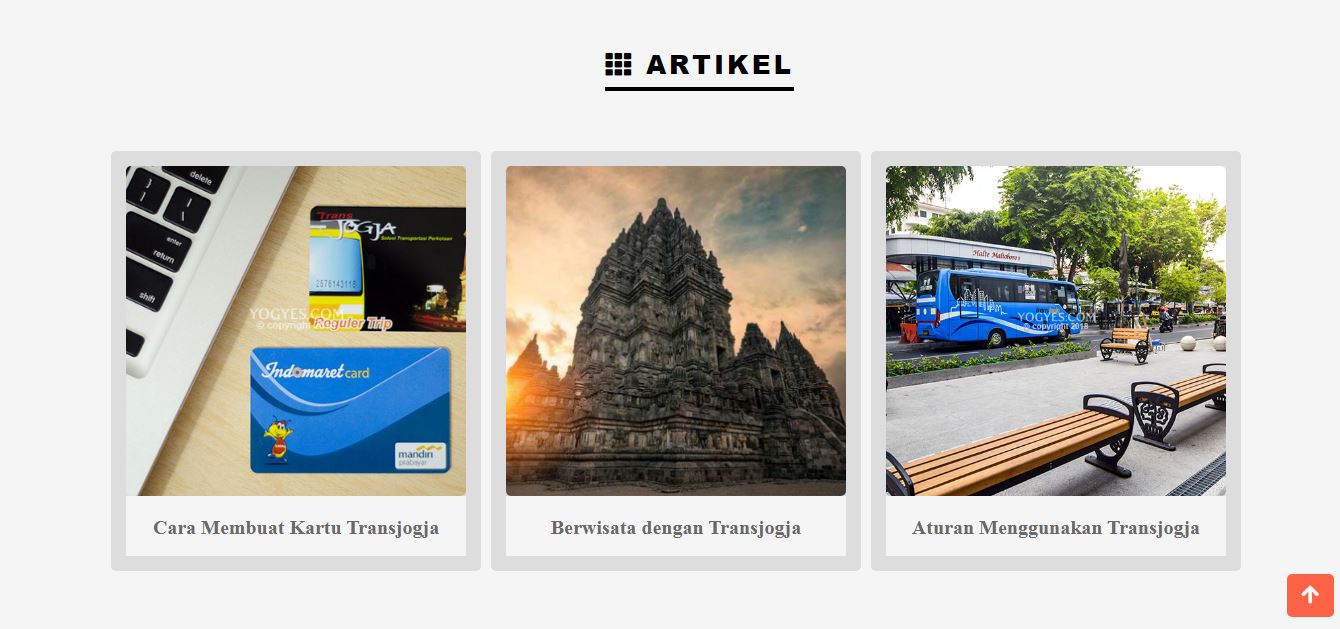 ARTIKEL
delete
enter
return
shift
Trans
JOGJA
Solusi Transportasi Perkotaan
2576143118
YOGYES.COM
© copyright
Reguler Trip
Indomaret card
mandiri
prabayar
Halte Malioboro 1
YOGYES.COM
© copyright 2018
Cara Membuat Kartu Transjogja
Berwisata dengan Transjogja
Aturan Menggunakan Transjogja